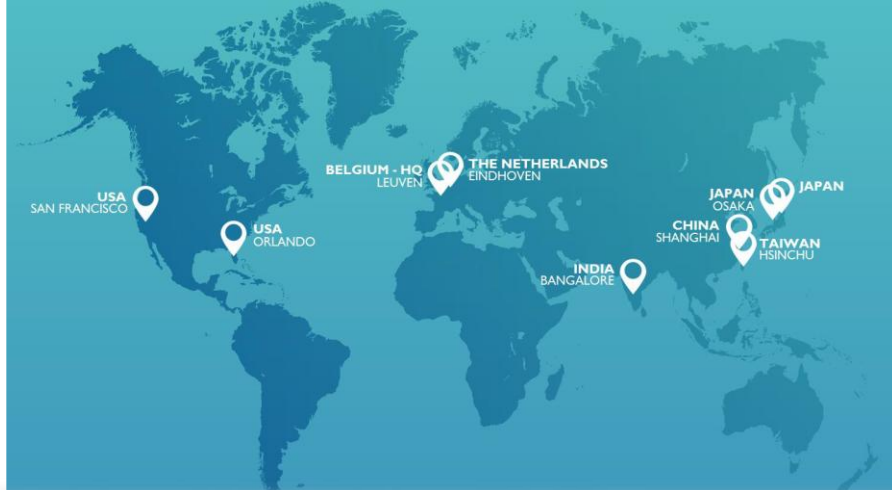 USA
SAN FRANCISCO
USA
ORLANDO
BELGIUM - HQ
LEUVEN
THE NETHERLANDS
EINDHOVEN
INDIA
BANGALORE
JAPAN
OSAKA
JAPAN
CHINA
SHANGHAI
TAIWAN
HSINCHU